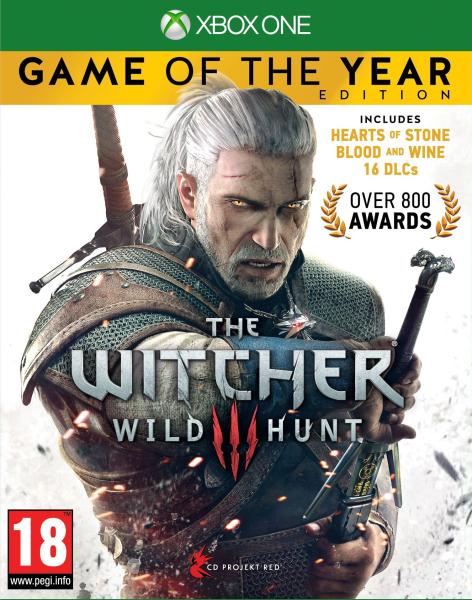 XBOX ONE
GAME OF THE YEAR
EDITION
INCLUDES
HEARTS OF STONE
BLOOD AND WINE
16 DLCs
OVER 800
AWARDS
THE
WITCHER®
WILD HUNT
III
18
www.pegi.info
CD PROJEKT RED